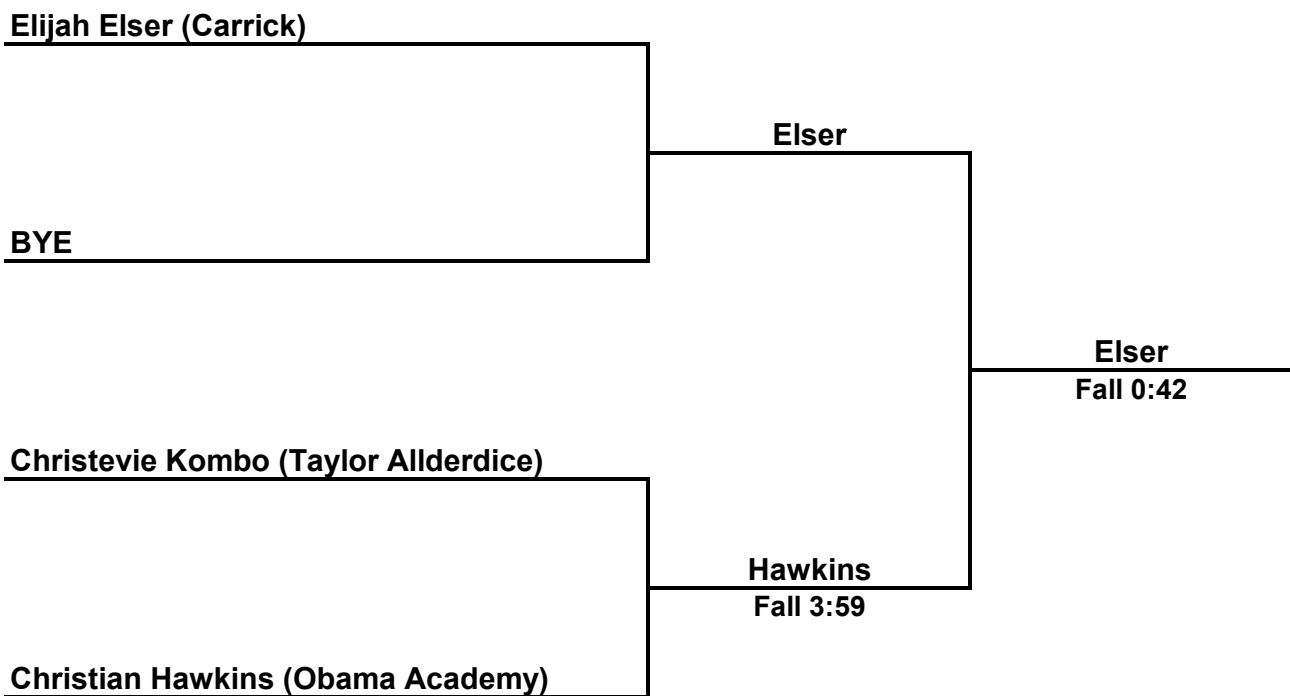 Elijah Elser (Carrick)
Elser
BYE
Elser
Fall 0:42
Christevie Kombo (Taylor Allderdice)
Hawkins
Fall 3:59
Christian Hawkins (Obama Academy)